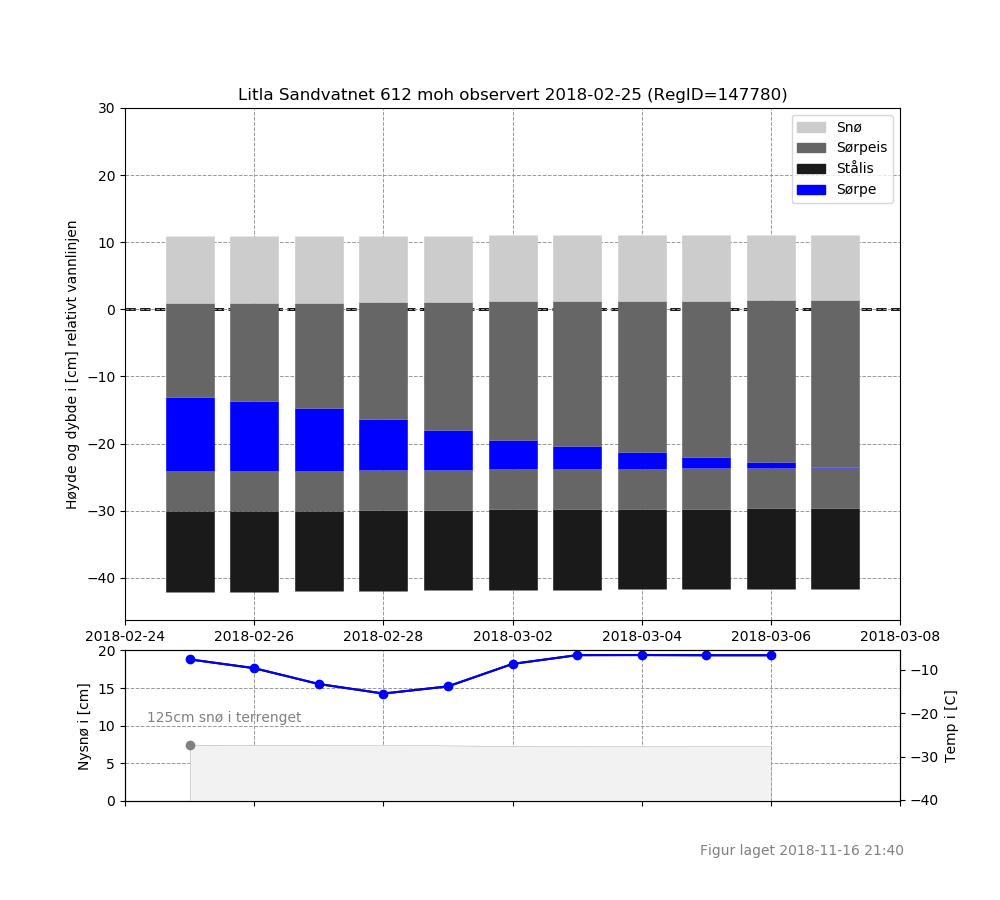 Litla Sandvatnet 612 moh observert 2018-02-25 (RegID=147780)
30
20
10
0
−10
−20
−30
−40
Høyde og dybde i [cm] relativt vannlinjen
Snø
Sørpeis
Stålis
Sørpe
2018-02-24 2018-02-26 2018-02-28 2018-03-02 2018-03-04 2018-03-06 2018-03-08
20
15
10
5
0
Nysnø i [cm]
125cm snø i terrenget
−10
−20
−30
−40
Temp i [C]
Figur laget 2018-11-16 21:40